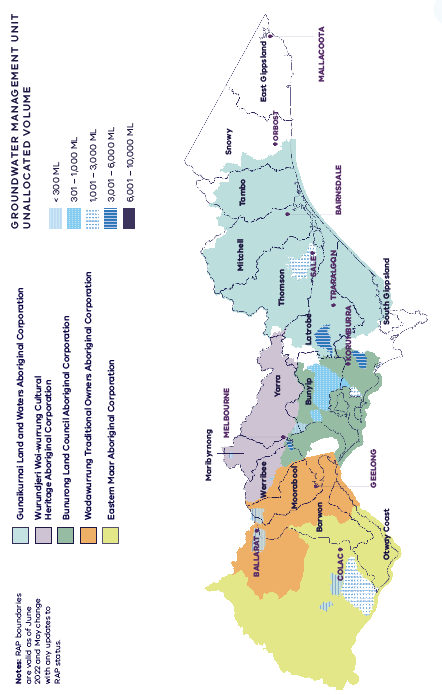 GROUNDWATER MANAGEMENT UNIT
UNALLOCATED VOLUME
< 300 ML
301 – 1,000 ML
1,001 – 3,000 ML
3,001 – 6,000 ML
6,001 – 10,000 ML
Gunaikurnai Land and Waters Aboriginal Corporation
Wurundjeri Woi-wurrung Cultural
Heritage Aboriginal Corporation
Bunurong Land Council Aboriginal Corporation
Wadawurrung Traditional Owners Aboriginal Corporation
Eastern Maar Aboriginal Corporation
Notes: RAP boundaries
are valid as of June
2022 and May change
with any updates to
RAP status.
MALLACOOTA
East Gippsland
ORBOST
Snowy
Tambo
BAIRNSDALE
Mitchell
SALE
Thomson
TRARALGON
South Gippsland
Latrobe
KORUMBURRA
Yarra
Bunyip
MELBOURNE
Maribyrnong
Werribee
Moorabool
GEELONG
Barwon
BALLARAT
Otway Coast
COLAC